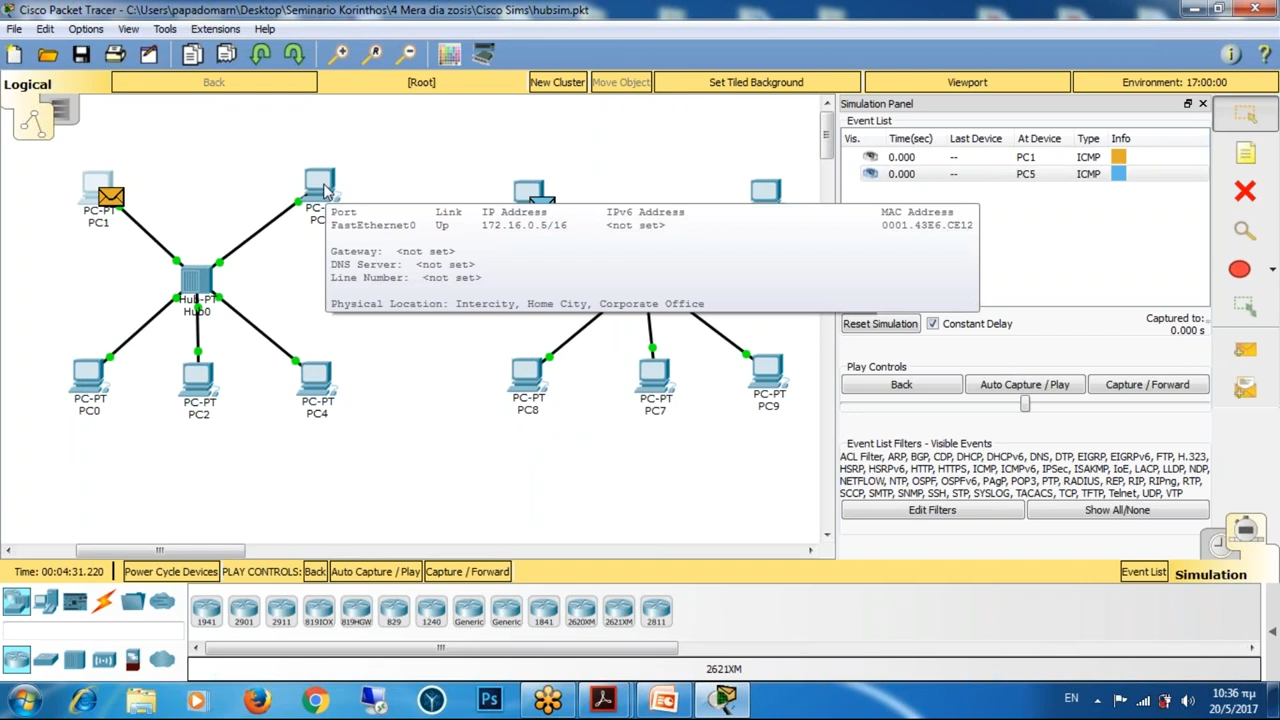 Cisco Packet Tracer - C:\Users\papadomarn\Desktop\Seminario Korinthos\4 Mera dia zosis\Cisco Sims\hubsim.pkt
File Edit Options View Tools Extensions Help
Logical Back [Root] New Cluster Move Object Set Tiled Background Viewport Environment: 17:00:00
Simulation Panel
Event List
Vis. Time(sec) Last Device At Device Type Info
0.000 -- PC1 ICMP
0.000 -- PC5 ICMP
PC-PT
PC1
Port Link IP Address IPv6 Address MAC Address
FastEthernet0 Up 172.16.0.5/16 <not set> 0001.43E6.CE12
Gateway: <not set>
DNS Server: <not set>
Line Number: <not set>
Physical Location: Intercity, Home City, Corporate Office
Hub-PT
Hub0
PC-PT
PC0
PC-PT
PC2
PC-PT
PC4
PC-PT
PC8
PC-PT
PC7
PC-PT
PC9
Reset Simulation Constant Delay Captured to:
0.000 s
Play Controls
Back Auto Capture / Play Capture / Forward
Event List Filters - Visible Events
ACL Filter, ARP, BGP, CDP, DHCP, DHCPv6, DNS, DTP, EIGRP, EIGRPv6, FTP, H.323,
HSRP, HSRPv6, HTTP, HTTPS, ICMP, ICMPv6, IPSec, ISAKMP, IoE, LACP, LLDP, NDP,
NETFLOW, NTP, OSPF, OSPFv6, PAgP, POP3, PTP, RADIUS, REP, RIP, RIPng, RTP,
SCCP, SMTP, SNMP, SSH, STP, SYSLOG, TACACS, TCP, TFTP, Telnet, UDP, VTP
Edit Filters Show All/None
Time: 00:04:31.220 Power Cycle Devices PLAY CONTROLS: Back Auto Capture / Play Capture / Forward Event List Simulation
1941 2901 2911 819IOX 819HGW 829 1240 Generic Generic 1841 2620XM 2621XM 2811
2621XM
EN 10:36 πμ
20/5/2017